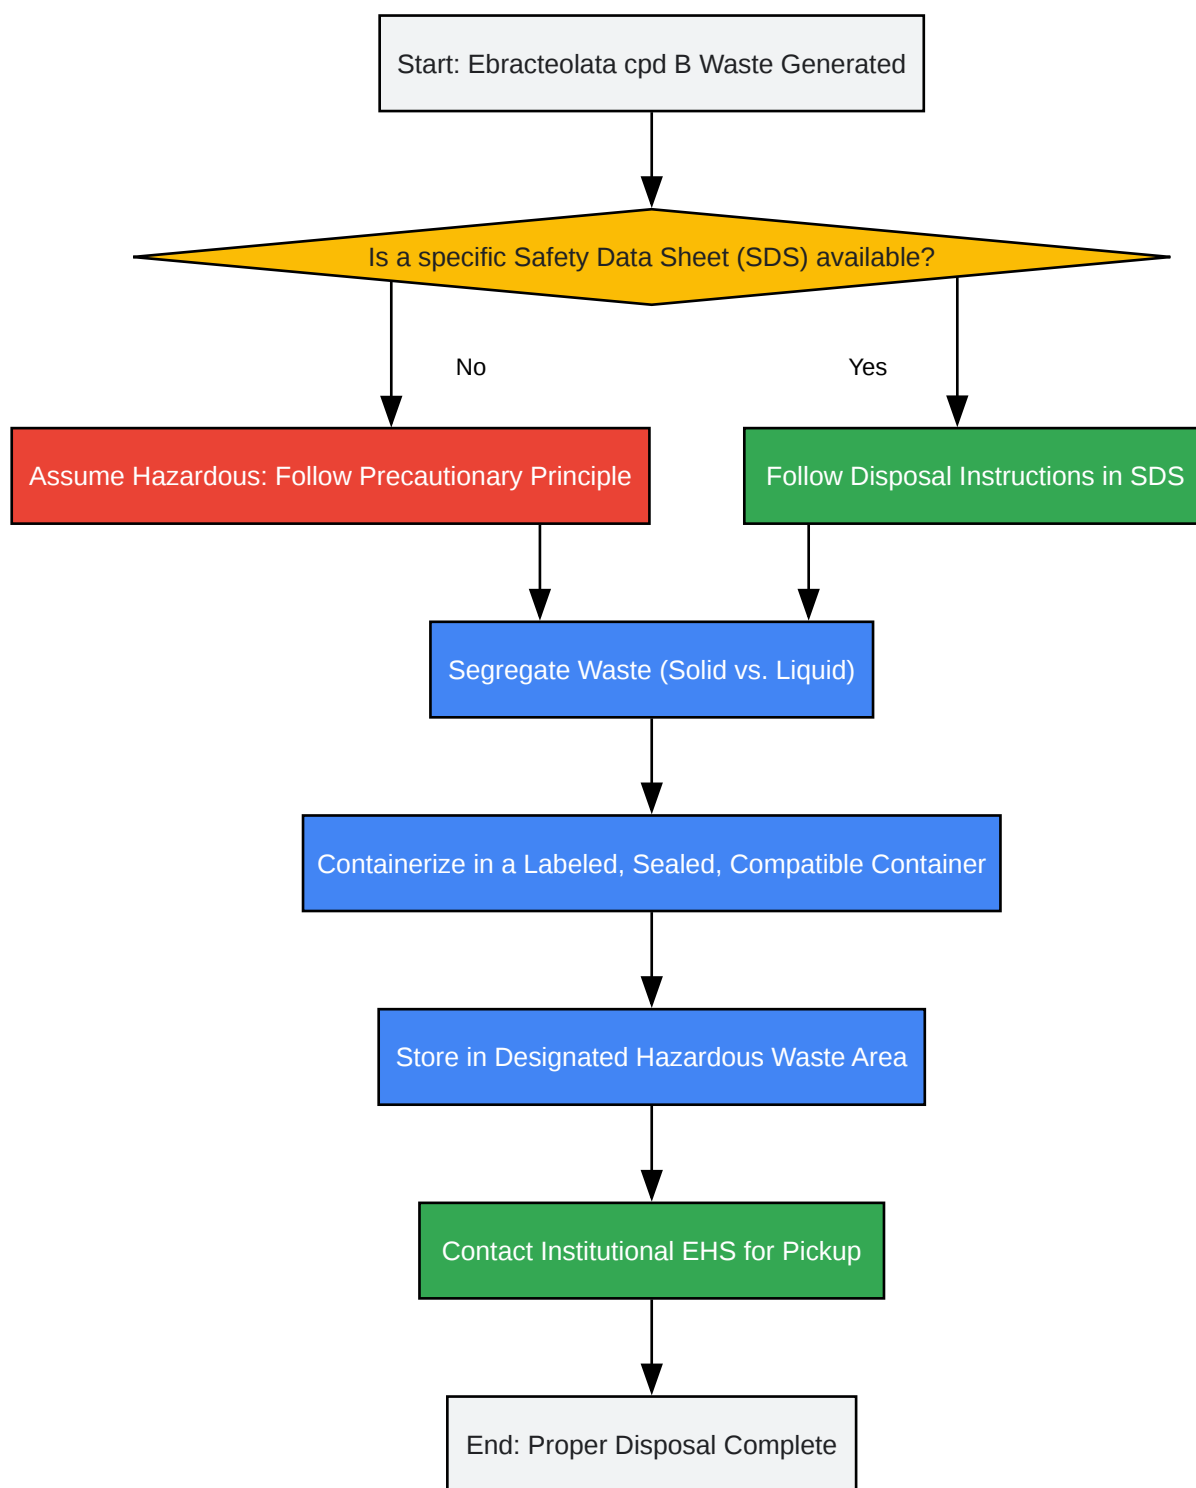 Start: Ebracteolata cpd B Waste Generated
Is a specific Safety Data Sheet (SDS) available?
No
Yes
Assume Hazardous: Follow Precautionary Principle
Follow Disposal Instructions in SDS
Segregate Waste (Solid vs. Liquid)
Containerize in a Labeled, Sealed, Compatible Container
Store in Designated Hazardous Waste Area
Contact Institutional EHS for Pickup
End: Proper Disposal Complete